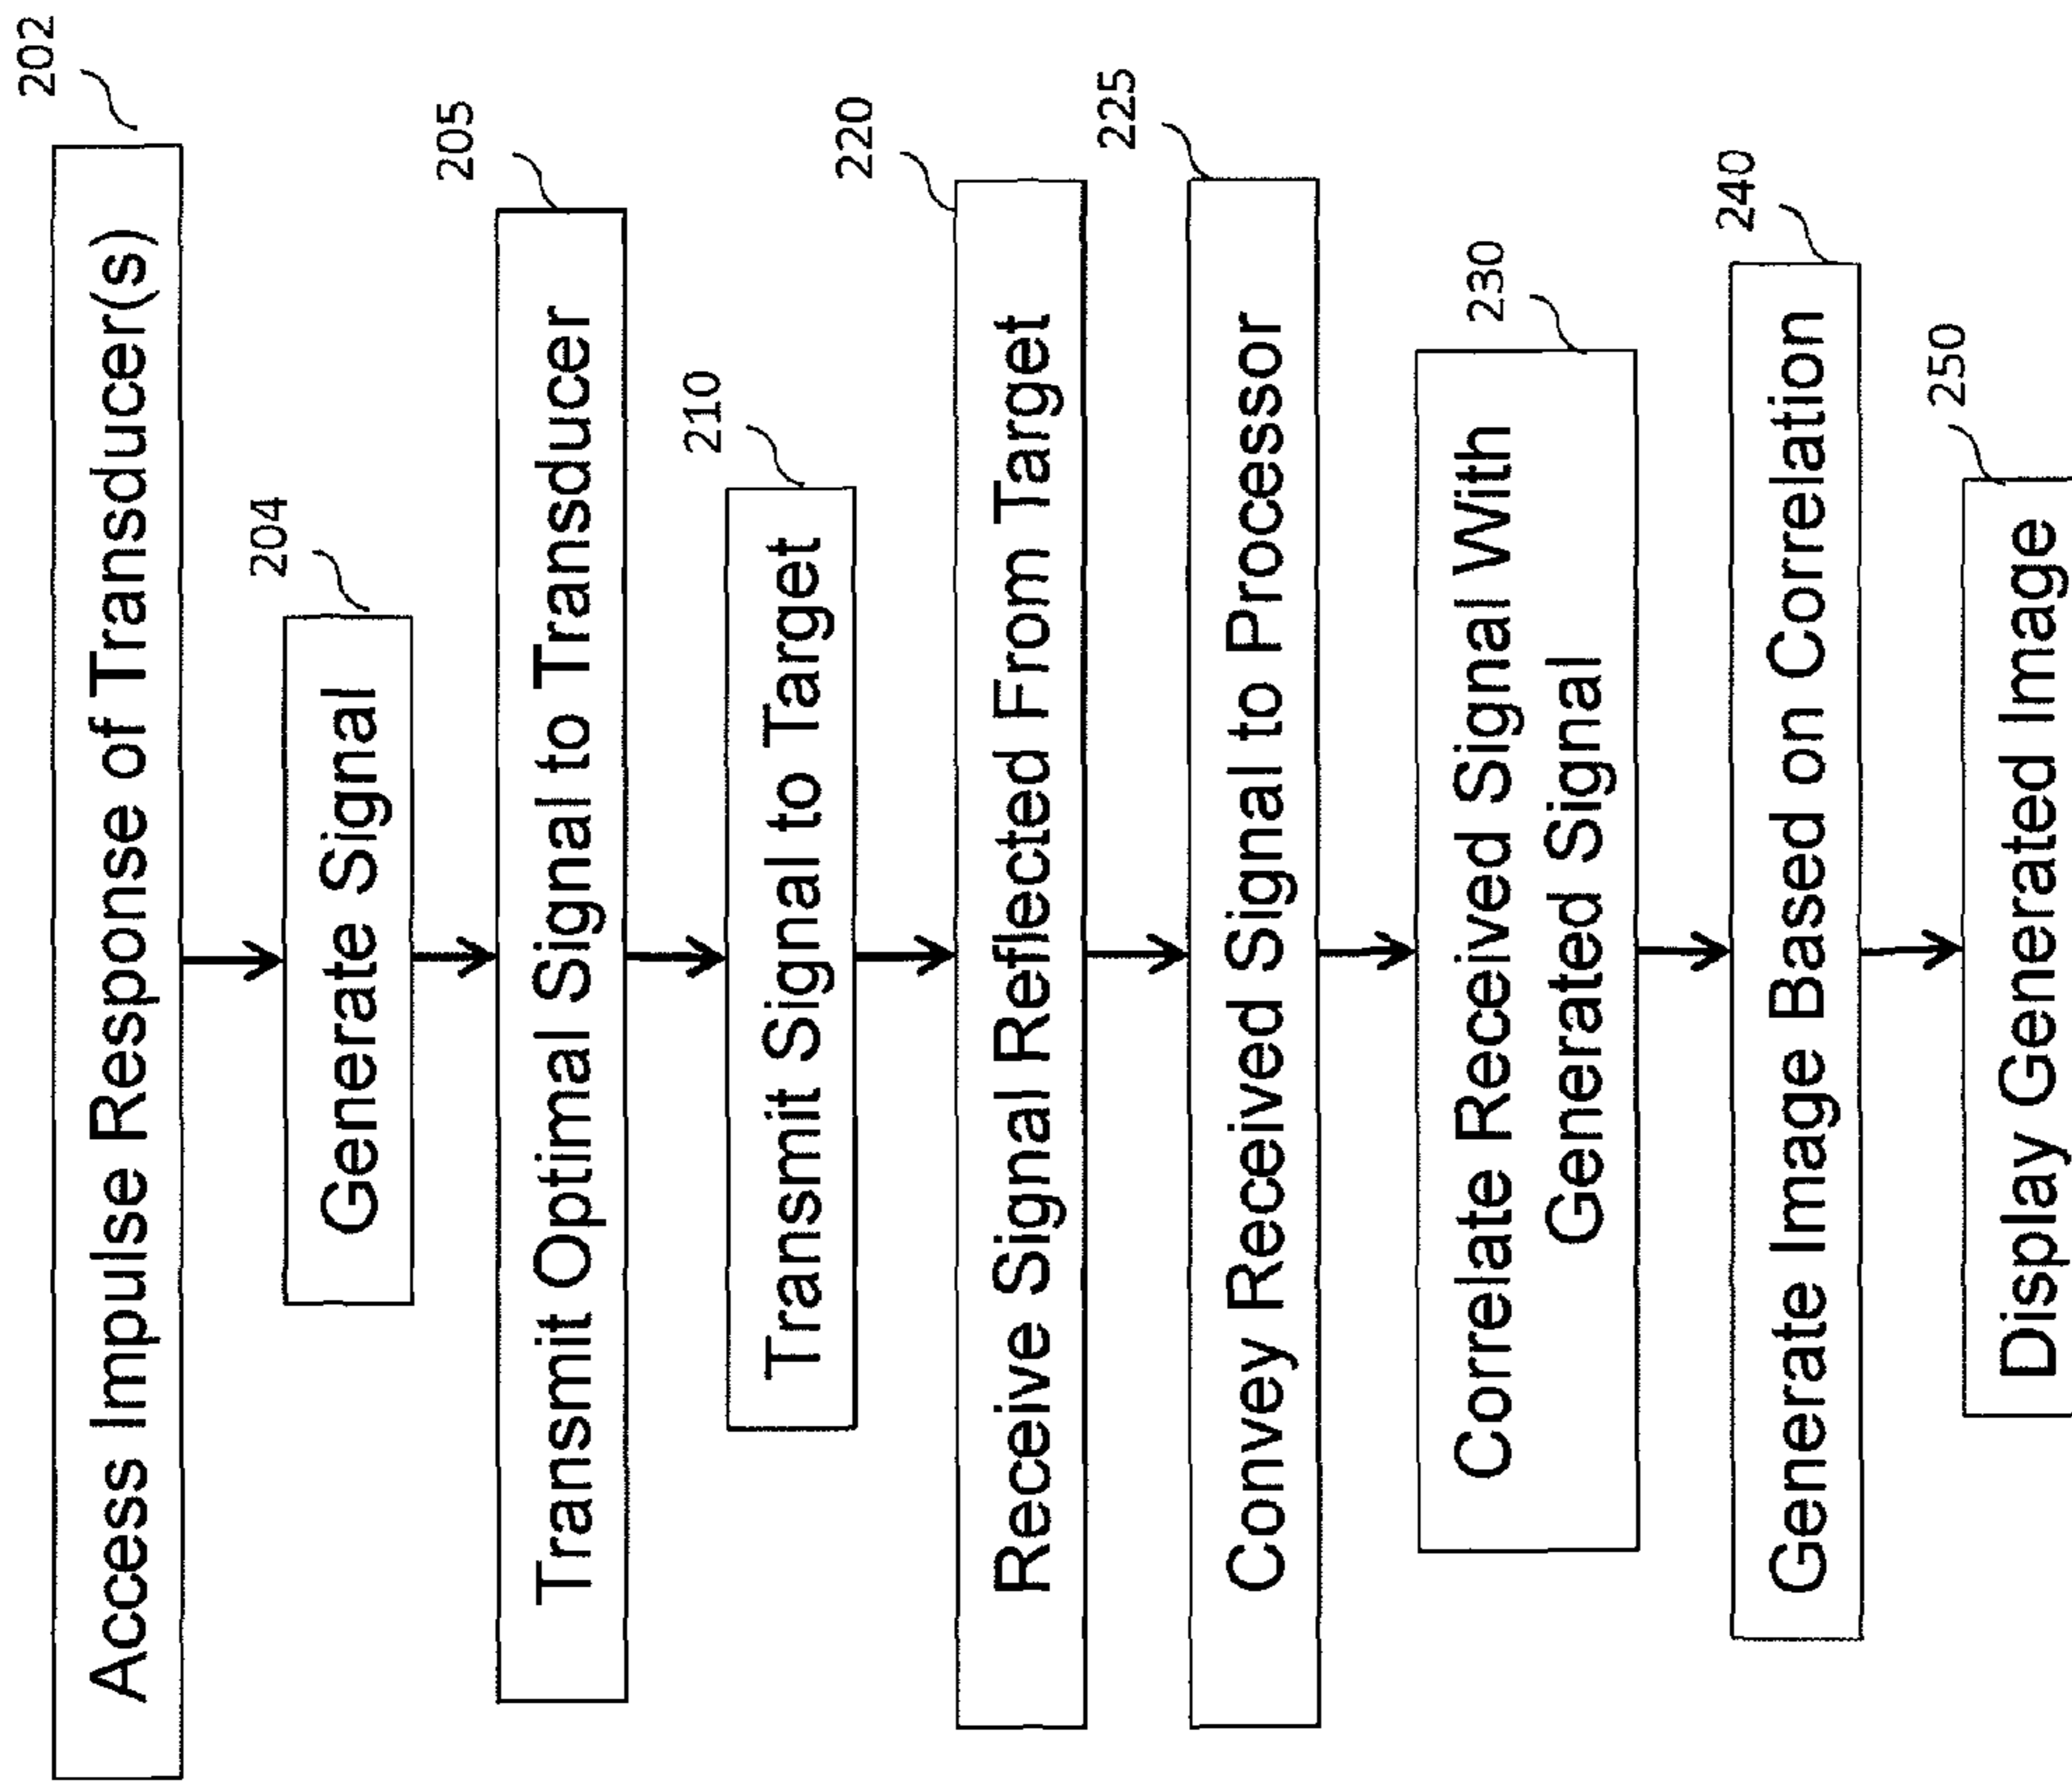 202
Access Impulse Response of Transducer(s)
204
Generate Signal
205
Transmit Optimal Signal to Transducer
210
Transmit Signal to Target
220
Receive Signal Reflected From Target
225
Convey Received Signal to Processor
230
Correlate Received Signal With
Generated Signal
240
Generate Image Based on Correlation
250
Display Generated Image